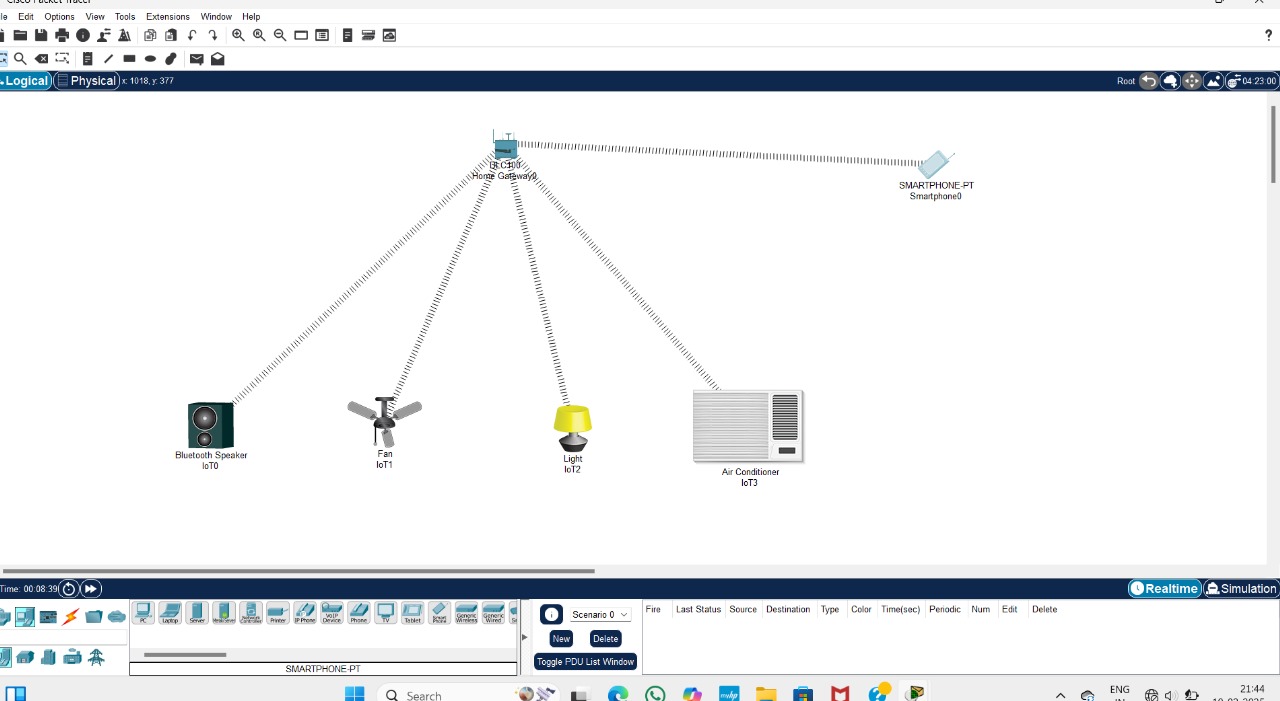 Cisco Packet Tracer
Edit Options View Tools Extensions Window Help
?
Logical Physical x: 1018, y: 377 Root 04:23:00
DLC100
Home Gateway0
SMARTPHONE-PT
Smartphone0
Bluetooth Speaker
IoT0
Fan
IoT1
Light
IoT2
Air Conditioner
IoT3
Time: 00:08:39 Realtime Simulation
PC Laptop Server Printer IP Phone VoIP Device Phone TV Tablet Smart Phone Generic Wireless Generic Wired
Scenario 0
New Delete
Toggle PDU List Window
Fire Last Status Source Destination Type Color Time(sec) Periodic Num Edit Delete
SMARTPHONE-PT
Search
myhp
ENG
21:44